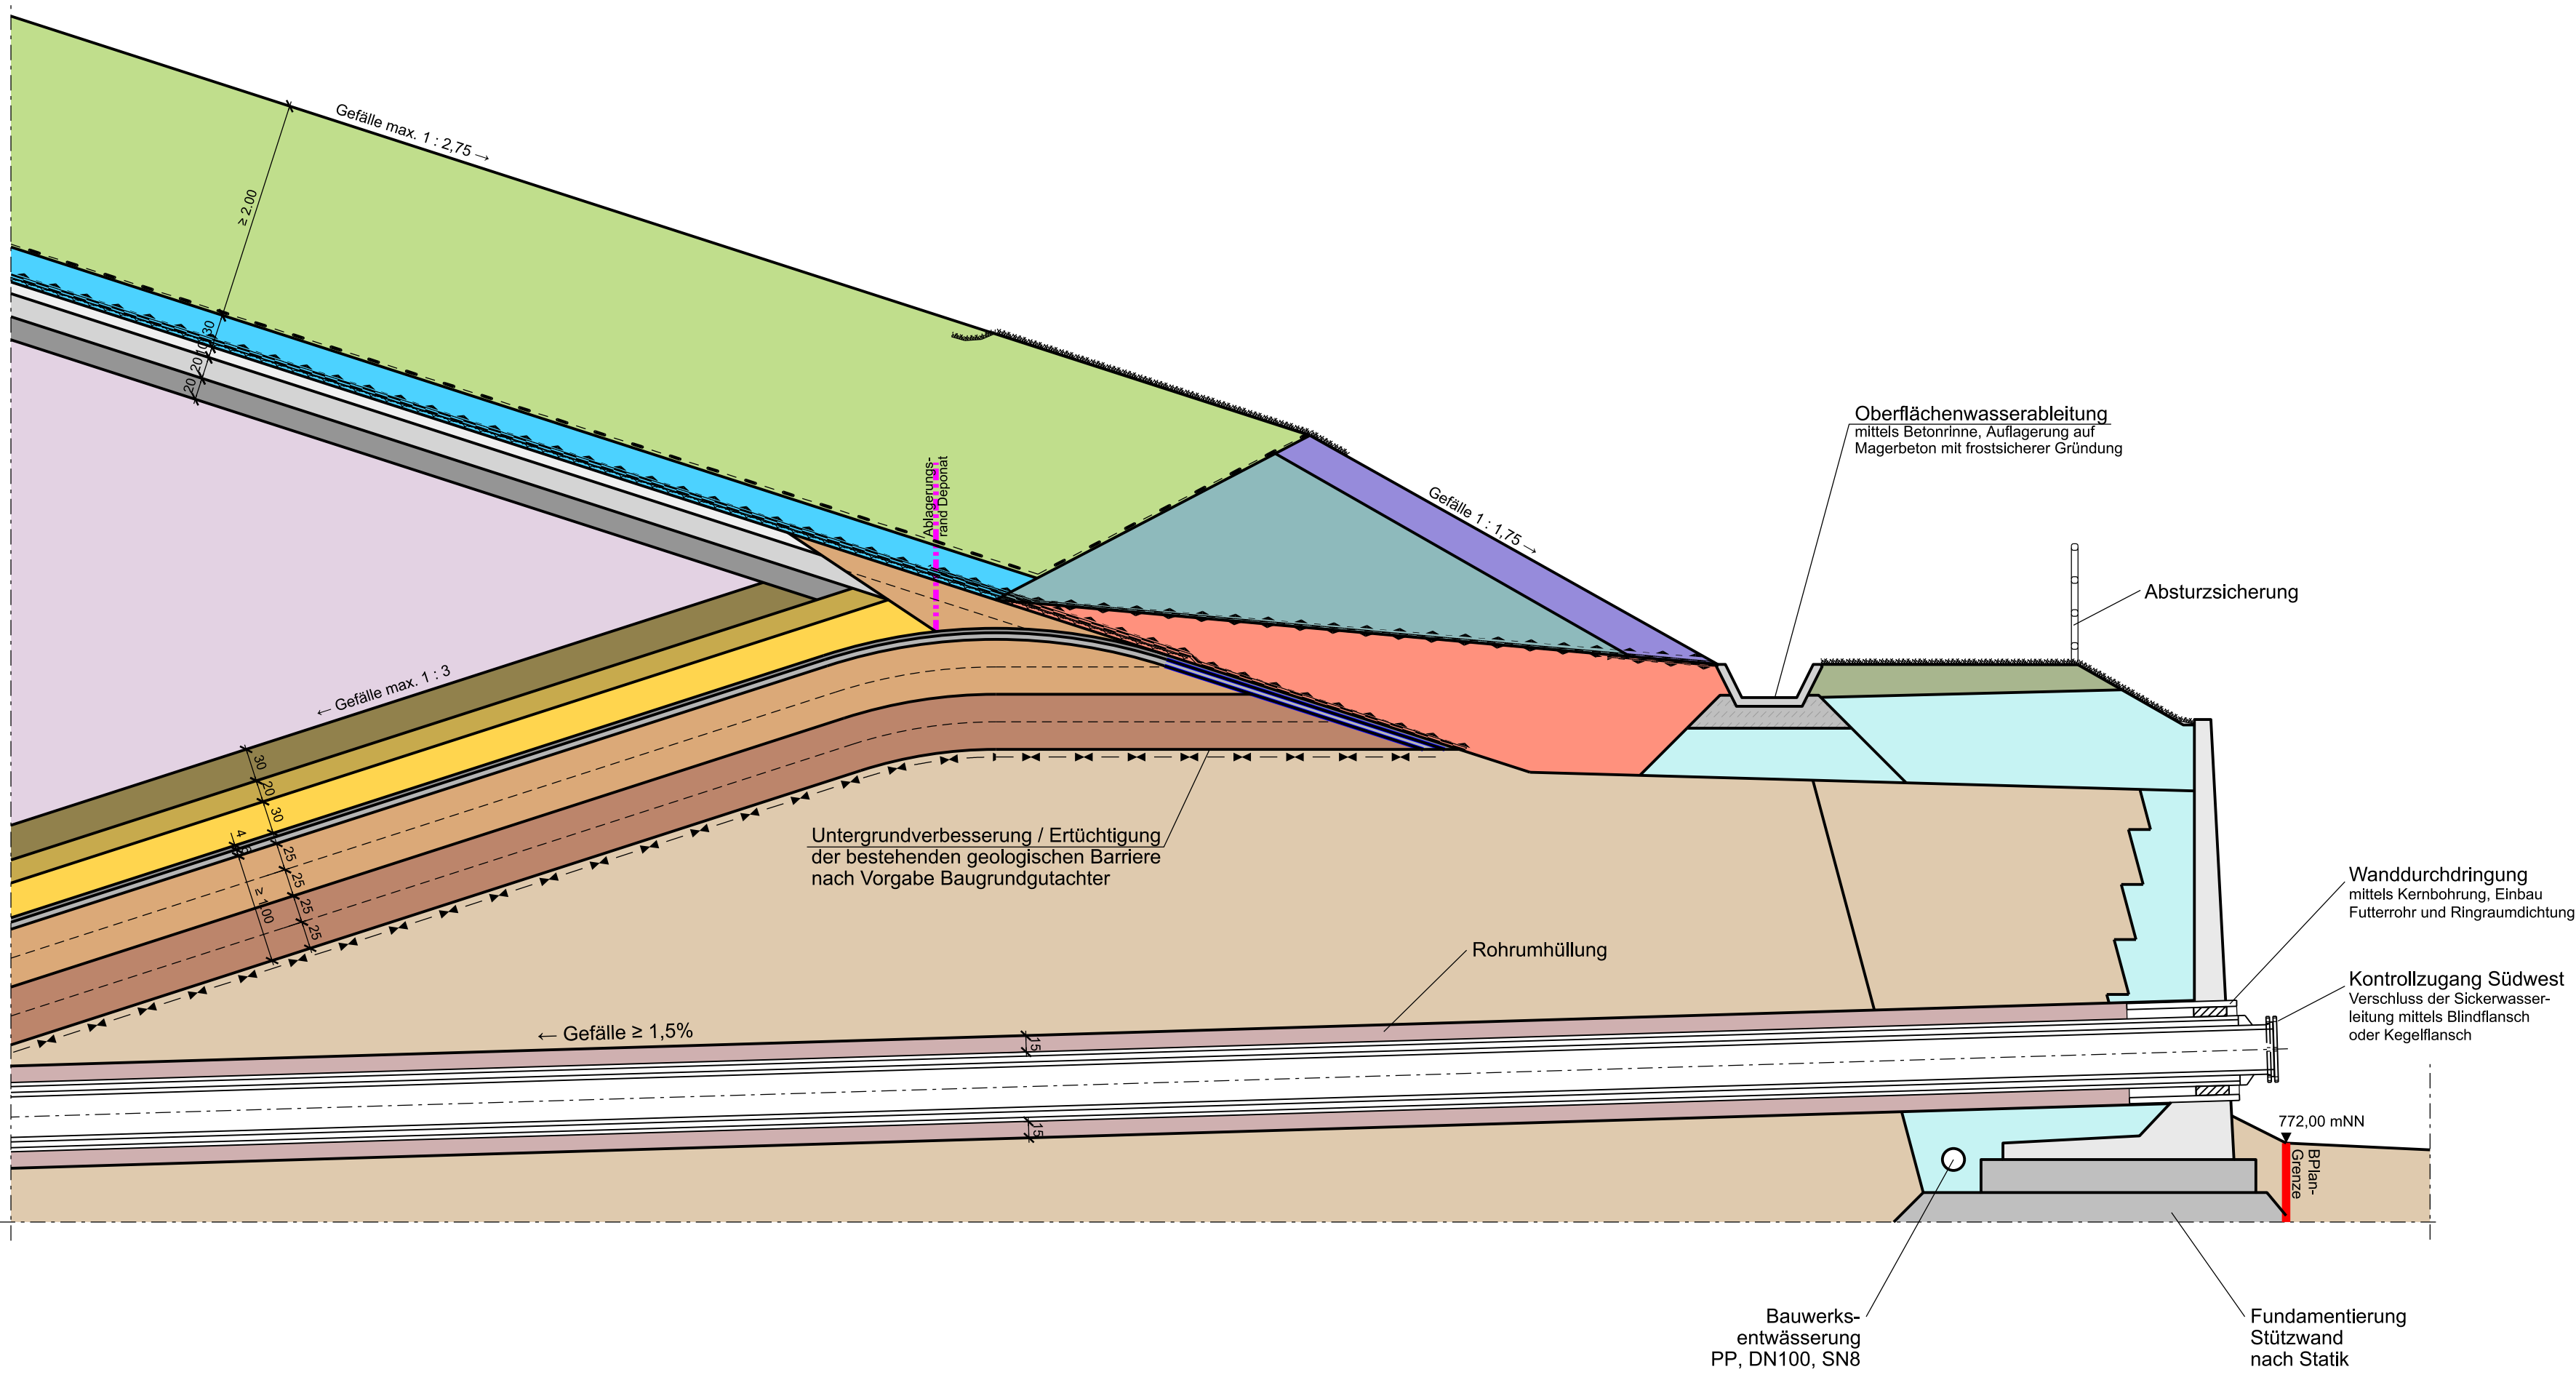 Gefälle max. 1 : 2,75 →
≥ 2.00
30
10
20
20
Ablagerungs-
rand Deponat
Gefälle 1 : 1,75 →
Oberflächenwasserableitung
mittels Betonrinne, Auflagerung auf
Magerbeton mit frostsicherer Gründung
Absturzsicherung
← Gefälle max. 1 : 3
30
20
30
4
25
25
25
25
≥ 1.00
Untergrundverbesserung / Ertüchtigung
der bestehenden geologischen Barriere
nach Vorgabe Baugrundgutachter
Wanddurchdringung
mittels Kernbohrung, Einbau
Futterrohr und Ringraumdichtung
Rohrumhüllung
Kontrollzugang Südwest
Verschluss der Sickerwasser-
leitung mittels Blindflansch
oder Kegelflansch
← Gefälle ≥ 1,5%
15
15
772,00 mNN
BPlan-
Grenze
Bauwerks-
entwässerung
PP, DN100, SN8
Fundamentierung
Stützwand
nach Statik